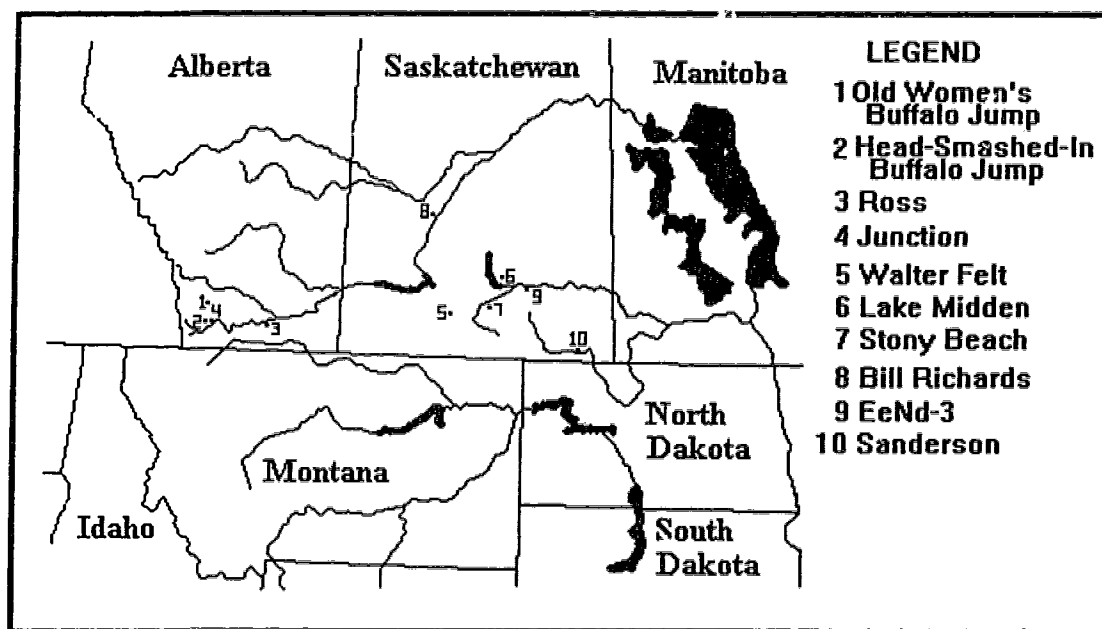 Alberta
Saskatchewan
Manitoba
8
6
9
1
4
2
3
5
7
10
Montana
North
Dakota
Idaho
South
Dakota
LEGEND
1 Old Women's
Buffalo Jump
2 Head-Smashed-In
Buffalo Jump
3 Ross
4 Junction
5 Walter Felt
6 Lake Midden
7 Stony Beach
8 Bill Richards
9 EeNd-3
10 Sanderson